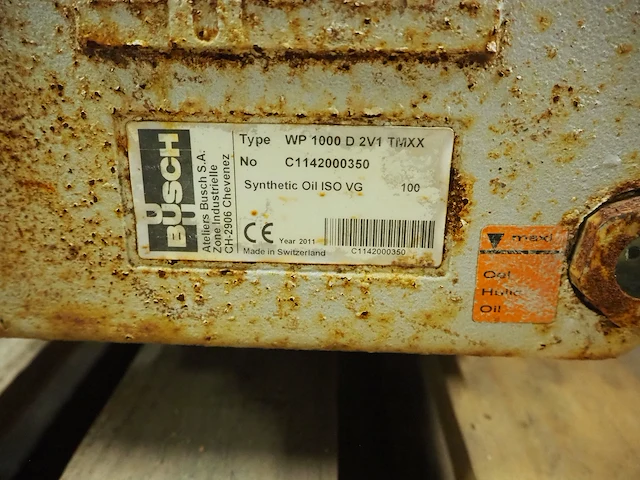 BUSCH
Ateliers Busch S.A.
Zone Industrielle
CH-2906 Chevenez
Type WP 1000 D 2V1 TMXX
No C1142000350
Synthetic Oil ISO VG 100
CE Year 2011
Made in Switzerland
C1142000350
maxi
Oel
Huile
Oil